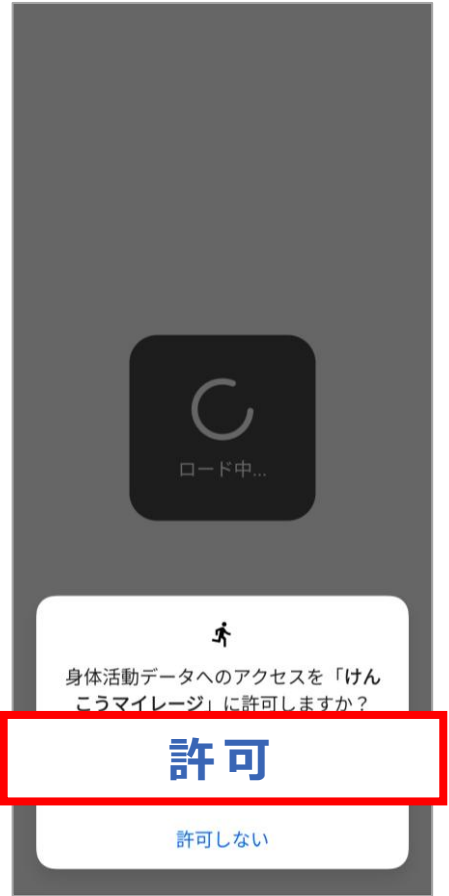 ロード中...
身体活動データへのアクセスを「けん
こうマイレージ」に許可しますか？
許可
許可しない